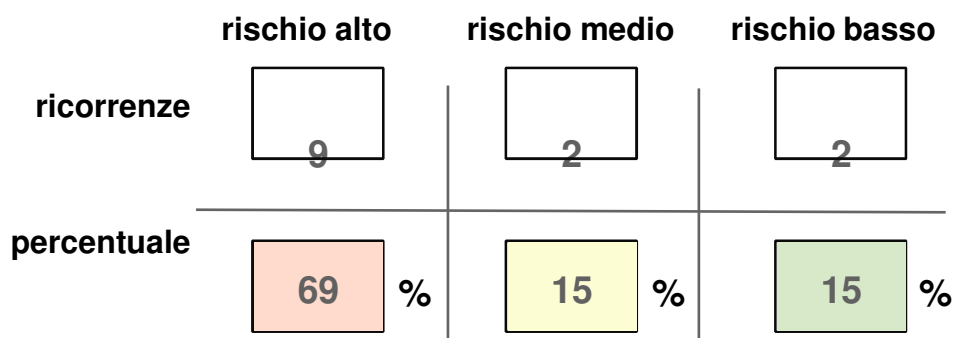 rischio alto rischio medio rischio basso
ricorrenze
9 2 2
percentuale
69 % 15 % 15 %